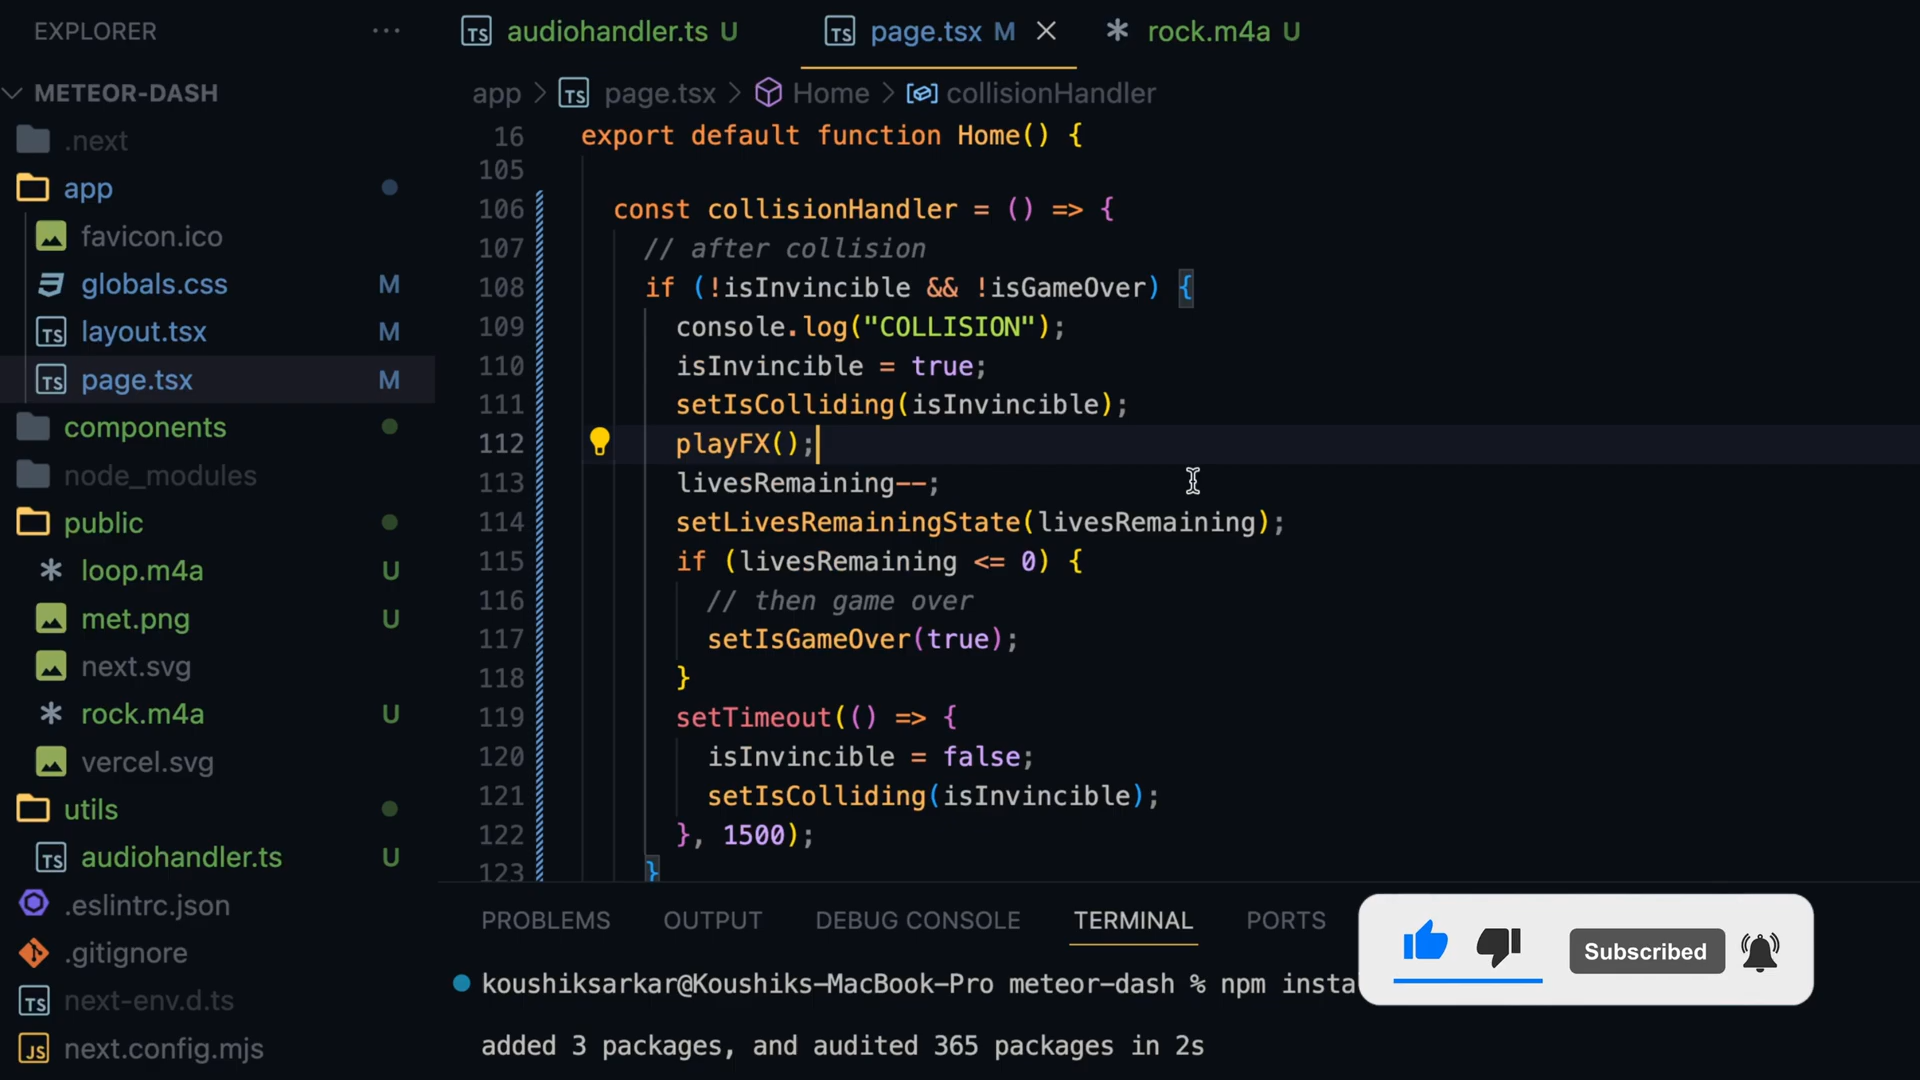 EXPLORER
METEOR-DASH
.next
app
favicon.ico
globals.css M
layout.tsx M
page.tsx M
components
node_modules
public
loop.m4a U
met.png U
next.svg
rock.m4a U
vercel.svg
utils
audiohandler.ts U
.eslintrc.json
.gitignore
next-env.d.ts
next.config.mjs
audiohandler.ts U
page.tsx M
rock.m4a U
app > page.tsx > Home > collisionHandler
16 export default function Home() {
105
106 const collisionHandler = () => {
107 // after collision
108 if (!isInvincible && !isGameOver) {
109 console.log("COLLISION");
110 isInvincible = true;
111 setIsColliding(isInvincible);
112 playFX();
113 livesRemaining--;
114 setLivesRemainingState(livesRemaining);
115 if (livesRemaining <= 0) {
116 // then game over
117 setIsGameOver(true);
118 }
119 setTimeout(() => {
120 isInvincible = false;
121 setIsColliding(isInvincible);
122 }, 1500);
123 }
PROBLEMS OUTPUT DEBUG CONSOLE TERMINAL PORTS
koushiksarkar@Koushiks-MacBook-Pro meteor-dash % npm insta
added 3 packages, and audited 365 packages in 2s
Subscribed